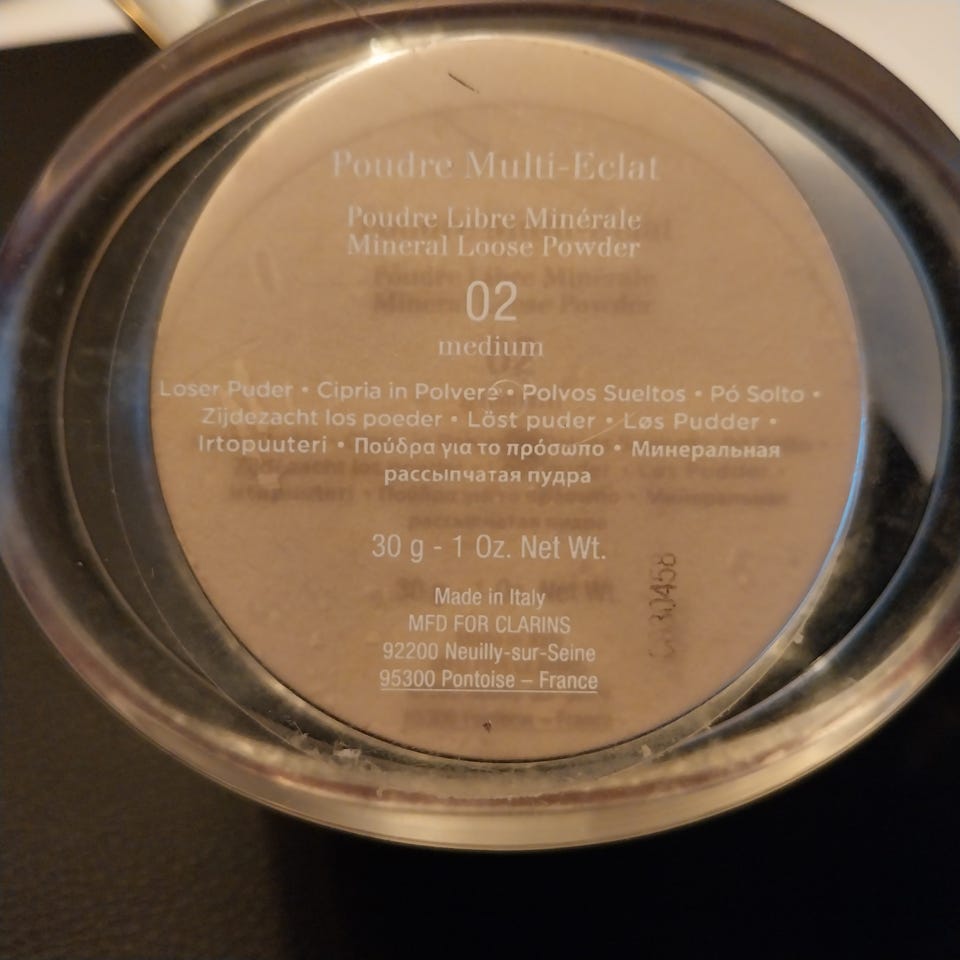 Poudre Multi-Eclat
Poudre Libre Minérale
Mineral Loose Powder
02
medium
Loser Puder • Cipria in Polvere • Polvos Sueltos • Pó Solto •
Zijdezacht los poeder • Löst puder • Løs Pudder •
Irtopuuteri • Πούδρα για το πρόσωπο • Минеральная
рассыпчатая пудра
30 g - 1 Oz. Net Wt.
Made in Italy
MFD FOR CLARINS
92200 Neuilly-sur-Seine
95300 Pontoise – France